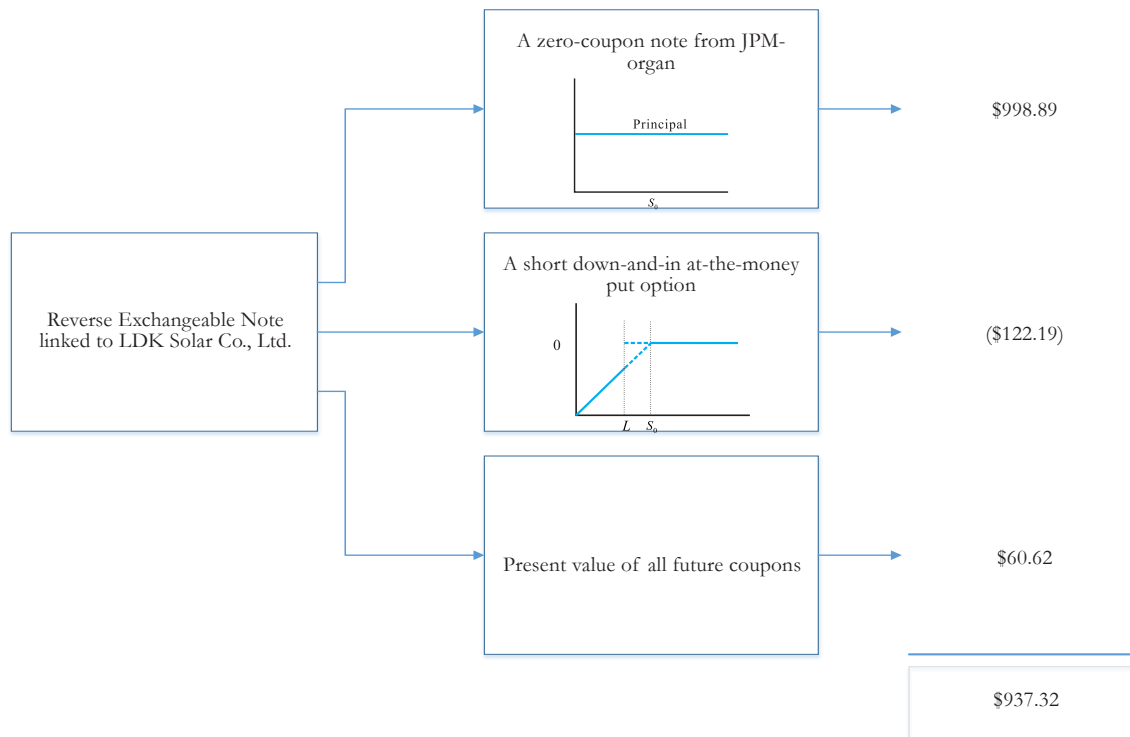 A zero-coupon note from JPM-
organ
Principal
S₀
$998.89
Reverse Exchangeable Note
linked to LDK Solar Co., Ltd.
A short down-and-in at-the-money
put option
0
L S₀
($122.19)
Present value of all future coupons
$60.62
$937.32